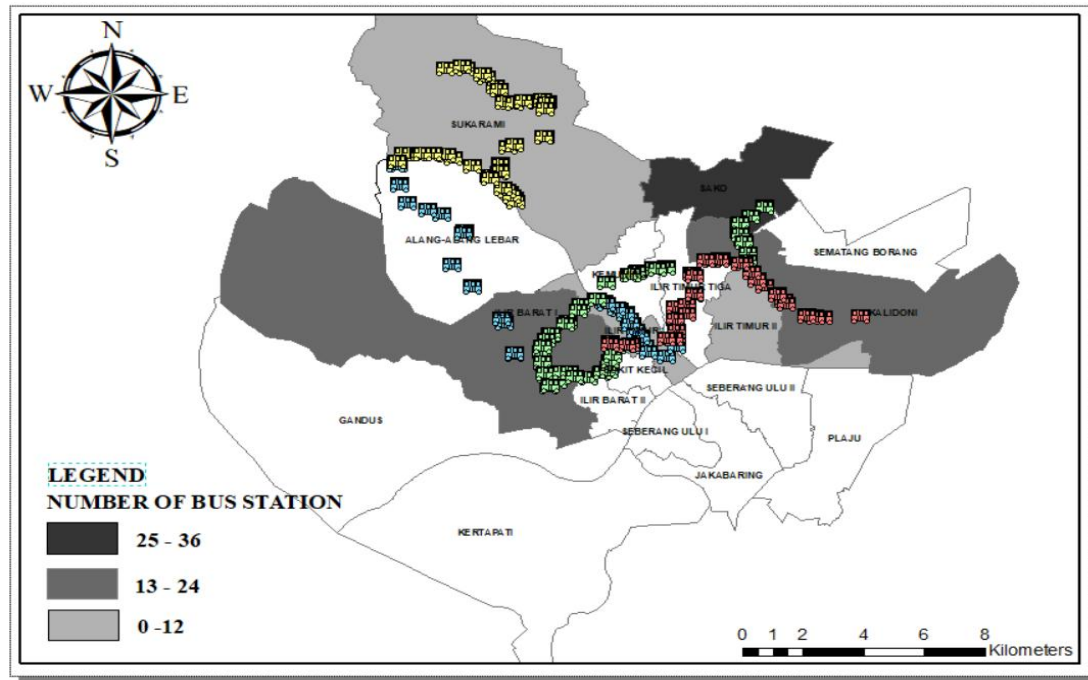 N
W E
S
SUKARAMI
SAKO
ALANG-ALANG LEBAR
SEMATANG BORANG
ILIR TIMUR TIGA
ILIR BARAT I
KALIDONI
ILIR TIMUR II
KECIL
SEBERANG ULU II
ILIR BARAT II
GANDUS
SEBERANG ULU I
PLAJU
JAKABARING
KERTAPATI
LEGEND
NUMBER OF BUS STATION
25 - 36
13 - 24
0 -12
0 1 2 4 6 8
Kilometers